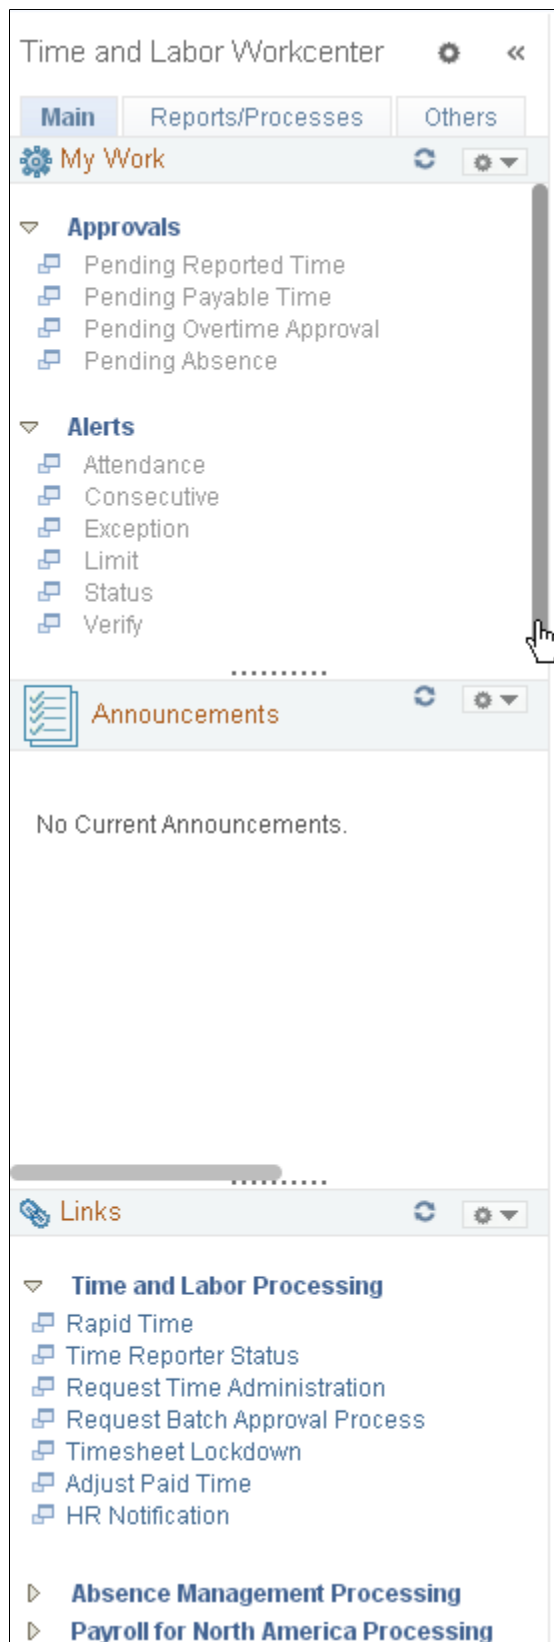 Time and Labor Workcenter
Main Reports/Processes Others
My Work
Approvals
Pending Reported Time
Pending Payable Time
Pending Overtime Approval
Pending Absence
Alerts
Attendance
Consecutive
Exception
Limit
Status
Verify
Announcements
No Current Announcements.
Links
Time and Labor Processing
Rapid Time
Time Reporter Status
Request Time Administration
Request Batch Approval Process
Timesheet Lockdown
Adjust Paid Time
HR Notification
Absence Management Processing
Payroll for North America Processing